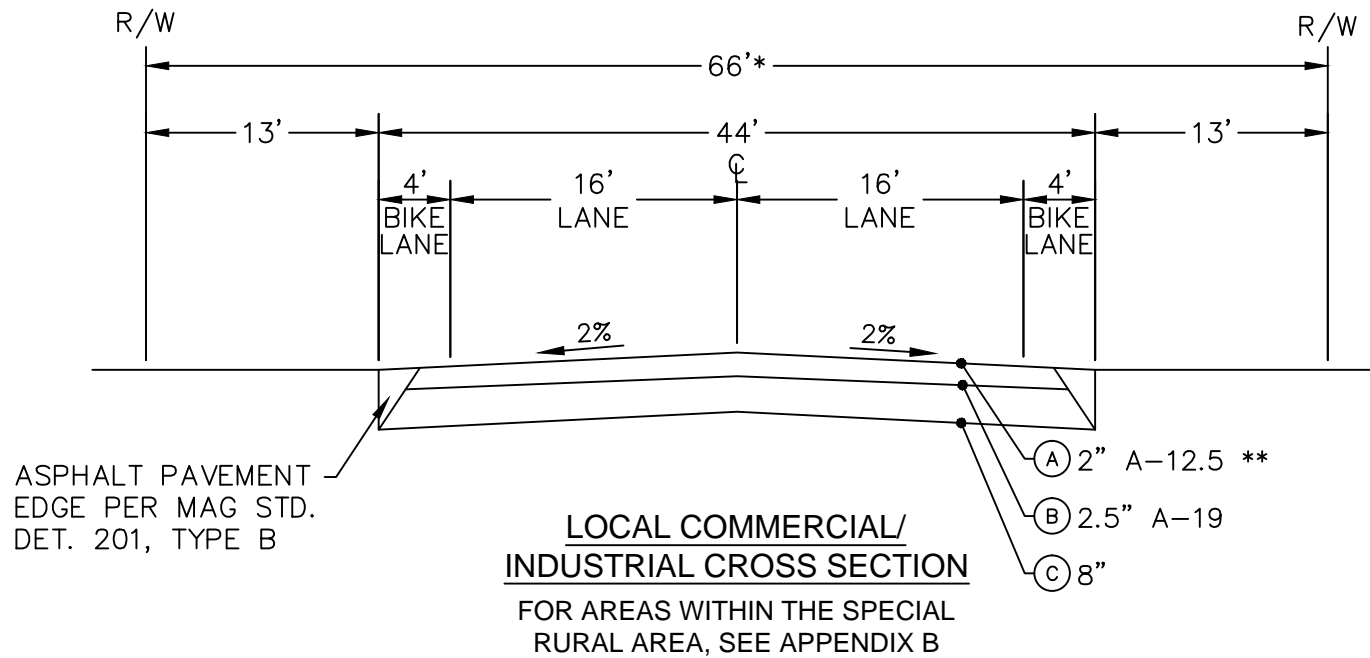 R/W
R/W
66'*
13'
44'
13'
℄
4'
BIKE
LANE
16'
LANE
16'
LANE
4'
BIKE
LANE
2%
2%
ASPHALT PAVEMENT
EDGE PER MAG STD.
DET. 201, TYPE B
A 2" A-12.5 **
B 2.5" A-19
C 8"
LOCAL COMMERCIAL/
INDUSTRIAL CROSS SECTION
FOR AREAS WITHIN THE SPECIAL
RURAL AREA, SEE APPENDIX B